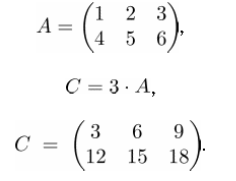 A = (1 2 3
4 5 6),
C = 3 · A,
C = (3 6 9
12 15 18).